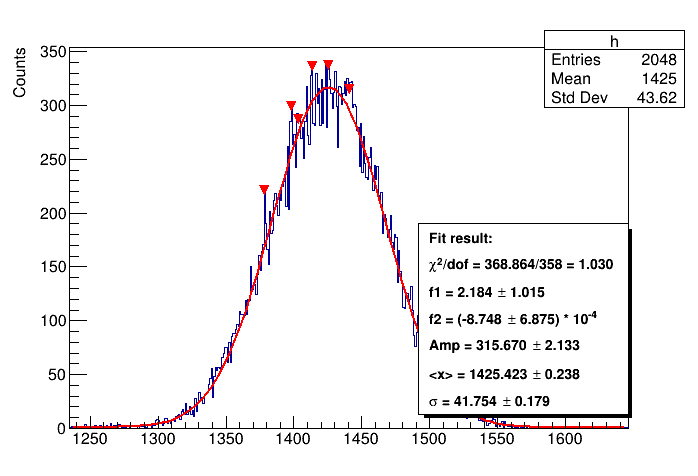 h
Entries 2048
Mean 1425
Std Dev 43.62
Counts
350
300
250
200
150
100
50
0
Fit result:
χ²/dof = 368.864/358 = 1.030
f1 = 2.184 ± 1.015
f2 = (-8.748 ± 6.875) * 10⁻⁴
Amp = 315.670 ± 2.133
<x> = 1425.423 ± 0.238
σ = 41.754 ± 0.179
1250 1300 1350 1400 1450 1500 1550 1600